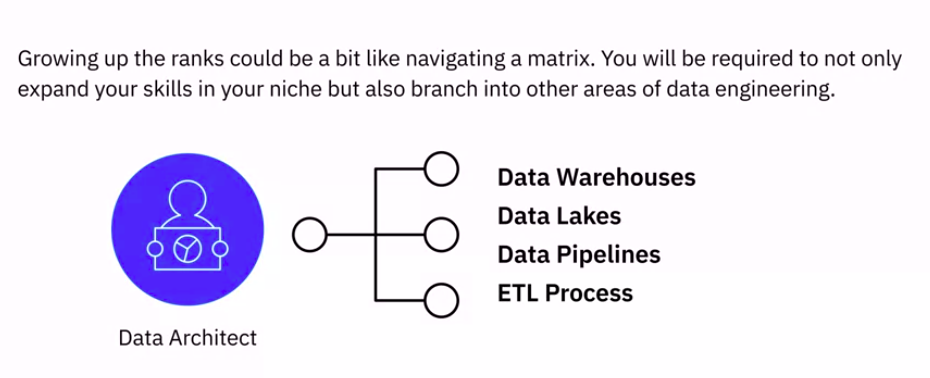 Growing up the ranks could be a bit like navigating a matrix. You will be required to not only
expand your skills in your niche but also branch into other areas of data engineering.
Data Warehouses
Data Lakes
Data Pipelines
ETL Process
Data Architect